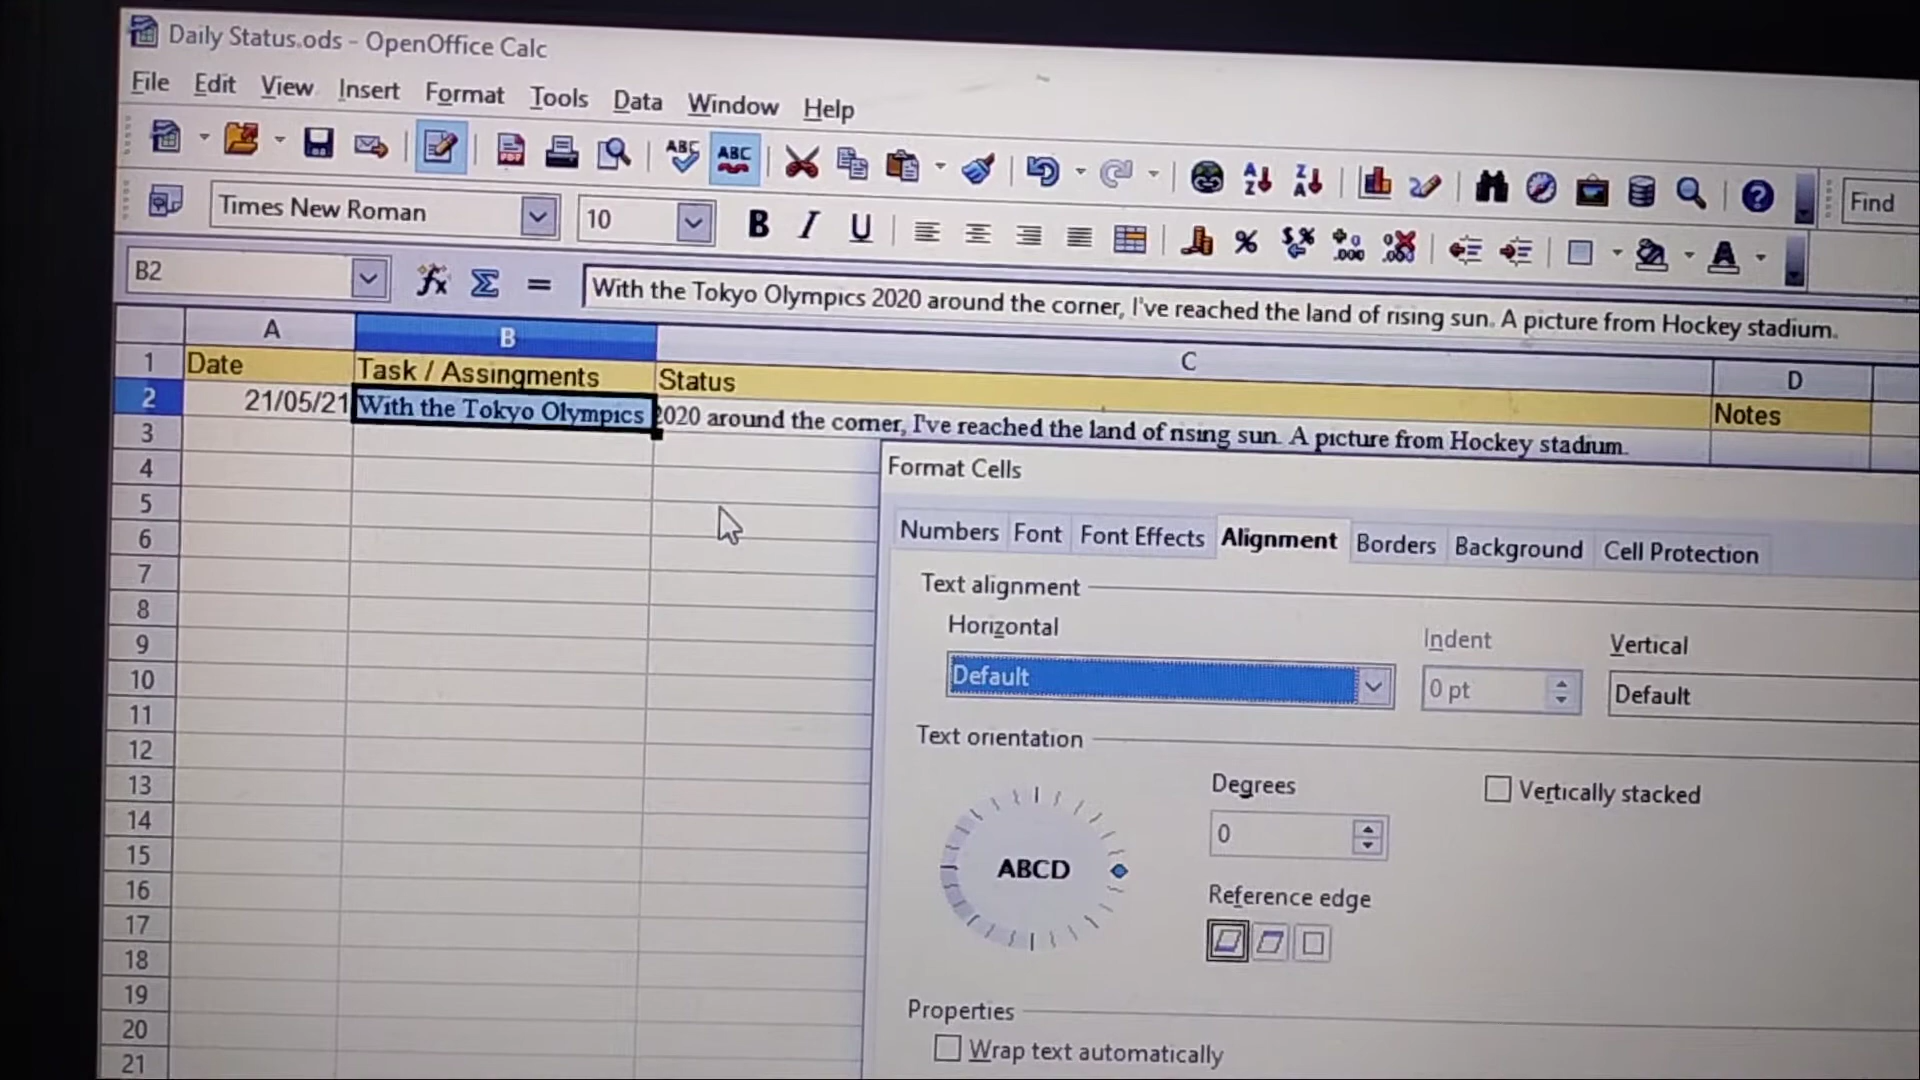 Daily Status.ods - OpenOffice Calc
File Edit View Insert Format Tools Data Window Help
Times New Roman 10 B I U
Find
B2 With the Tokyo Olympics 2020 around the corner, I've reached the land of rising sun. A picture from Hockey stadium.
A B C D
1 Date Task / Assingments Status Notes
2 21/05/21 With the Tokyo Olympics 2020 around the corner, I've reached the land of rising sun. A picture from Hockey stadium.
3
4
5
6
7
8
9
10
11
12
13
14
15
16
17
18
19
20
21
Format Cells
Numbers Font Font Effects Alignment Borders Background Cell Protection
Text alignment
Horizontal Indent Vertical
Default 0 pt Default
Text orientation
Degrees
0
Vertically stacked
ABCD
Reference edge
Properties
Wrap text automatically